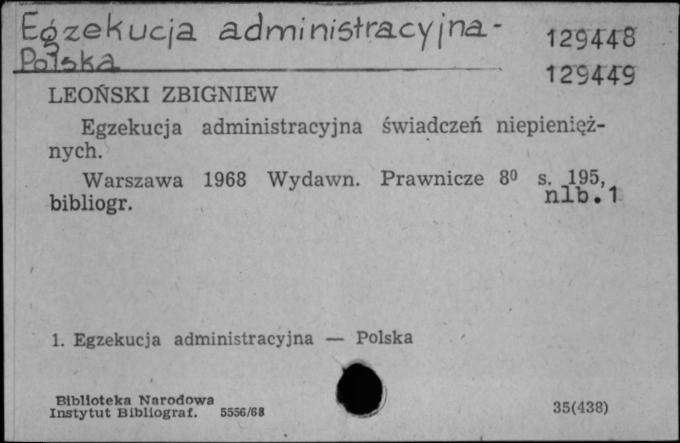 Egzekucja administracyjna-
Polska
129448
129449
LEOŃSKI ZBIGNIEW
Egzekucja administracyjna świadczeń niepienięż-
nych.
Warszawa 1968 Wydawn. Prawnicze 8⁰ s. 195,
bibliogr. nlb.1
1. Egzekucja administracyjna — Polska
Biblioteka Narodowa
Instytut Bibliograf. 5556/68
35(438)